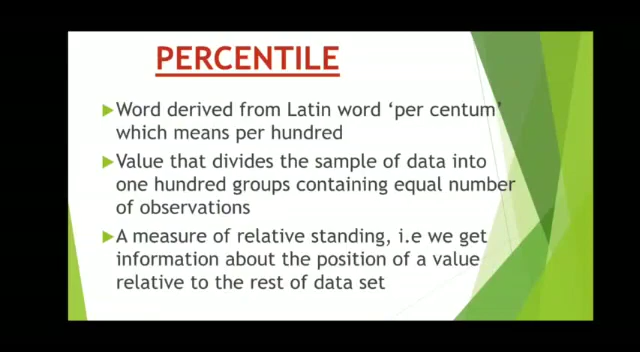 PERCENTILE
Word derived from Latin word ‘per centum’
which means per hundred
Value that divides the sample of data into
one hundred groups containing equal number
of observations
A measure of relative standing, i.e we get
information about the position of a value
relative to the rest of data set